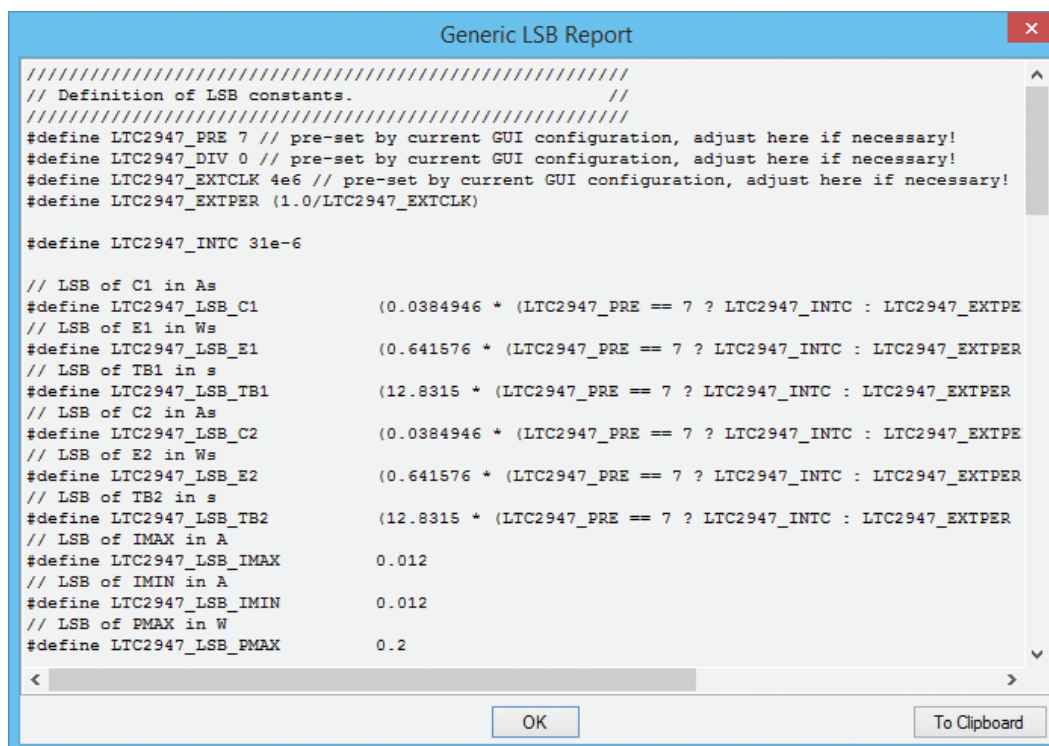 Generic LSB Report
/////////////////////////////////////////////////////////
// Definition of LSB constants.                        //
/////////////////////////////////////////////////////////
#define LTC2947_PRE 7 // pre-set by current GUI configuration, adjust here if necessary!
#define LTC2947_DIV 0 // pre-set by current GUI configuration, adjust here if necessary!
#define LTC2947_EXTCLK 4e6 // pre-set by current GUI configuration, adjust here if necessary!
#define LTC2947_EXTPER (1.0/LTC2947_EXTCLK)
#define LTC2947_INTC 31e-6
// LSB of C1 in As
#define LTC2947_LSB_C1 (0.0384946 * (LTC2947_PRE == 7 ? LTC2947_INTC : LTC2947_EXTPE
// LSB of E1 in Ws
#define LTC2947_LSB_E1 (0.641576 * (LTC2947_PRE == 7 ? LTC2947_INTC : LTC2947_EXTPER
// LSB of TB1 in s
#define LTC2947_LSB_TB1 (12.8315 * (LTC2947_PRE == 7 ? LTC2947_INTC : LTC2947_EXTPER
// LSB of C2 in As
#define LTC2947_LSB_C2 (0.0384946 * (LTC2947_PRE == 7 ? LTC2947_INTC : LTC2947_EXTPE
// LSB of E2 in Ws
#define LTC2947_LSB_E2 (0.641576 * (LTC2947_PRE == 7 ? LTC2947_INTC : LTC2947_EXTPER
// LSB of TB2 in s
#define LTC2947_LSB_TB2 (12.8315 * (LTC2947_PRE == 7 ? LTC2947_INTC : LTC2947_EXTPER
// LSB of IMAX in A
#define LTC2947_LSB_IMAX 0.012
// LSB of IMIN in A
#define LTC2947_LSB_IMIN 0.012
// LSB of PMAX in W
#define LTC2947_LSB_PMAX 0.2
OK
To Clipboard